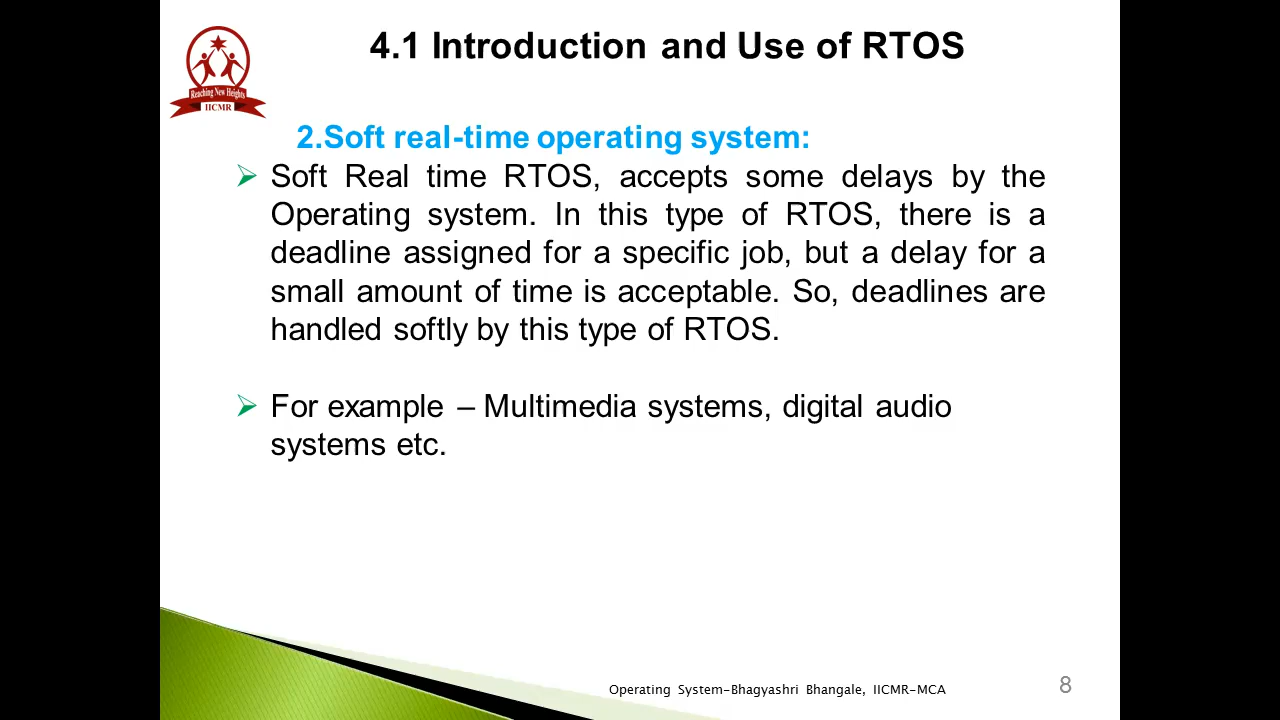 4.1 Introduction and Use of RTOS
Reaching New Heights
IICMR
2.Soft real-time operating system:
➢ Soft Real time RTOS, accepts some delays by the
Operating system. In this type of RTOS, there is a
deadline assigned for a specific job, but a delay for a
small amount of time is acceptable. So, deadlines are
handled softly by this type of RTOS.
➢ For example – Multimedia systems, digital audio
systems etc.
Operating System-Bhagyashri Bhangale, IICMR-MCA
8